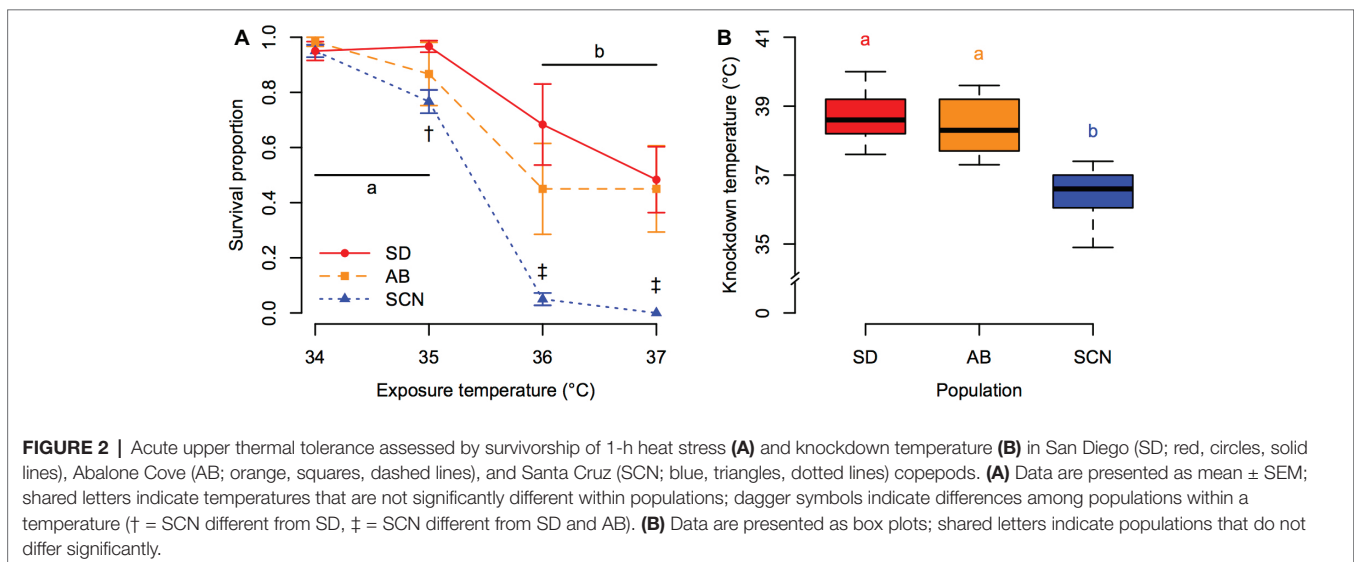 A
B
1.0
0.8
0.6
0.4
0.2
0.0
Survival proportion
b
†
a
‡
‡
SD
AB
SCN
34
35
36
37
Exposure temperature (°C)
41
39
37
35
0
Knockdown temperature (°C)
a
a
b
SD
AB
SCN
Population
FIGURE 2 | Acute upper thermal tolerance assessed by survivorship of 1-h heat stress (A) and knockdown temperature (B) in San Diego (SD; red, circles, solid
lines), Abalone Cove (AB; orange, squares, dashed lines), and Santa Cruz (SCN; blue, triangles, dotted lines) copepods. (A) Data are presented as mean ± SEM;
shared letters indicate temperatures that are not significantly different within populations; dagger symbols indicate differences among populations within a
temperature († = SCN different from SD, ‡ = SCN different from SD and AB). (B) Data are presented as box plots; shared letters indicate populations that do not
differ significantly.